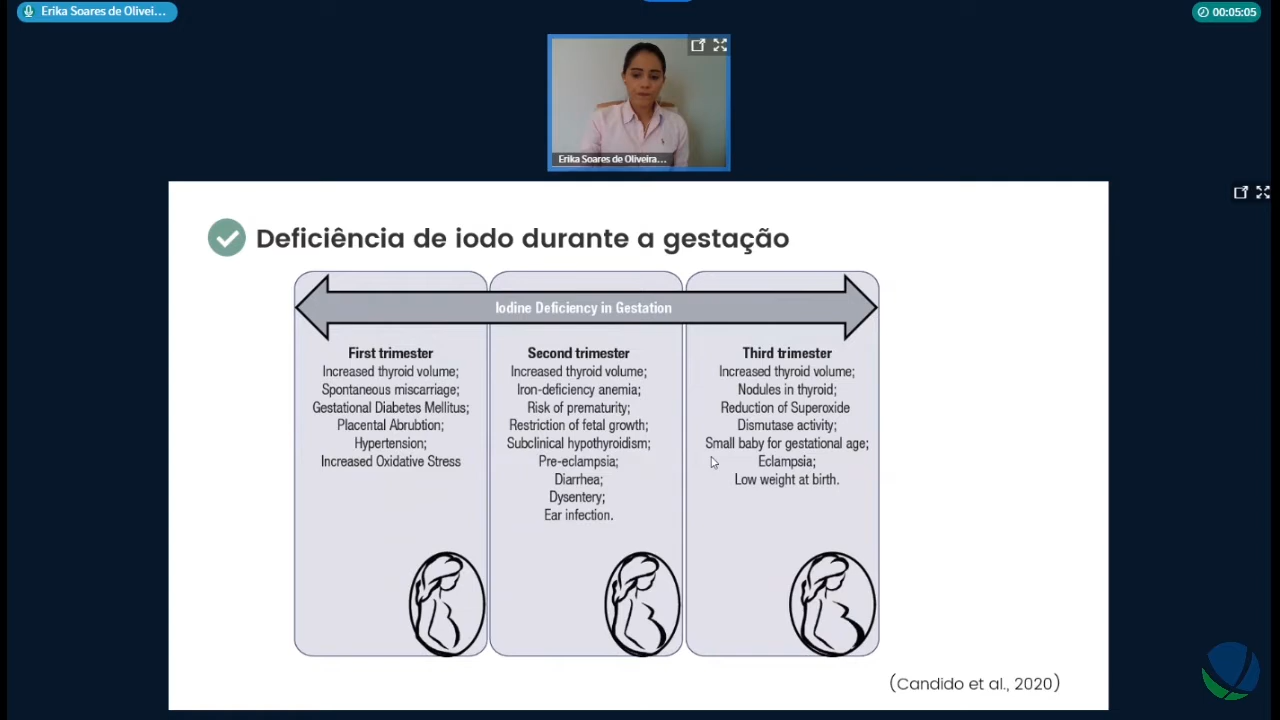 Erika Soares de Olivei...
00:05:05
Erika Soares de Oliveira...
Deficiência de iodo durante a gestação
Iodine Deficiency in Gestation
First trimester
Increased thyroid volume;
Spontaneous miscarriage;
Gestational Diabetes Mellitus;
Placental Abrubtion;
Hypertension;
Increased Oxidative Stress
Second trimester
Increased thyroid volume;
Iron-deficiency anemia;
Risk of prematurity;
Restriction of fetal growth;
Subclinical hypothyroidism;
Pre-eclampsia;
Diarrhea;
Dysentery;
Ear infection.
Third trimester
Increased thyroid volume;
Nodules in thyroid;
Reduction of Superoxide
Dismutase activity;
Small baby for gestational age;
Eclampsia;
Low weight at birth.
(Candido et al., 2020)